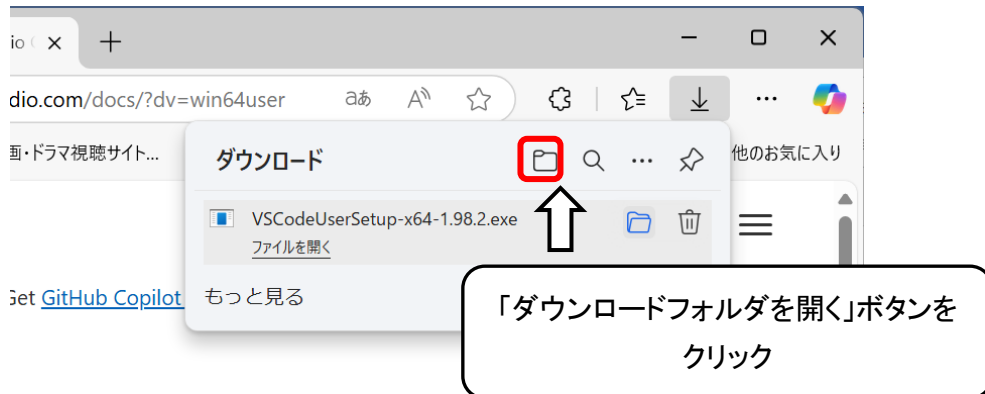 io
dio.com/docs/?dv=win64user
aあ
画・ドラマ視聴サイト...
他のお気に入り
ダウンロード
VSCodeUserSetup-x64-1.98.2.exe
ファイルを開く
Get GitHub Copilot
もっと見る
「ダウンロードフォルダを開く」ボタンを
クリック